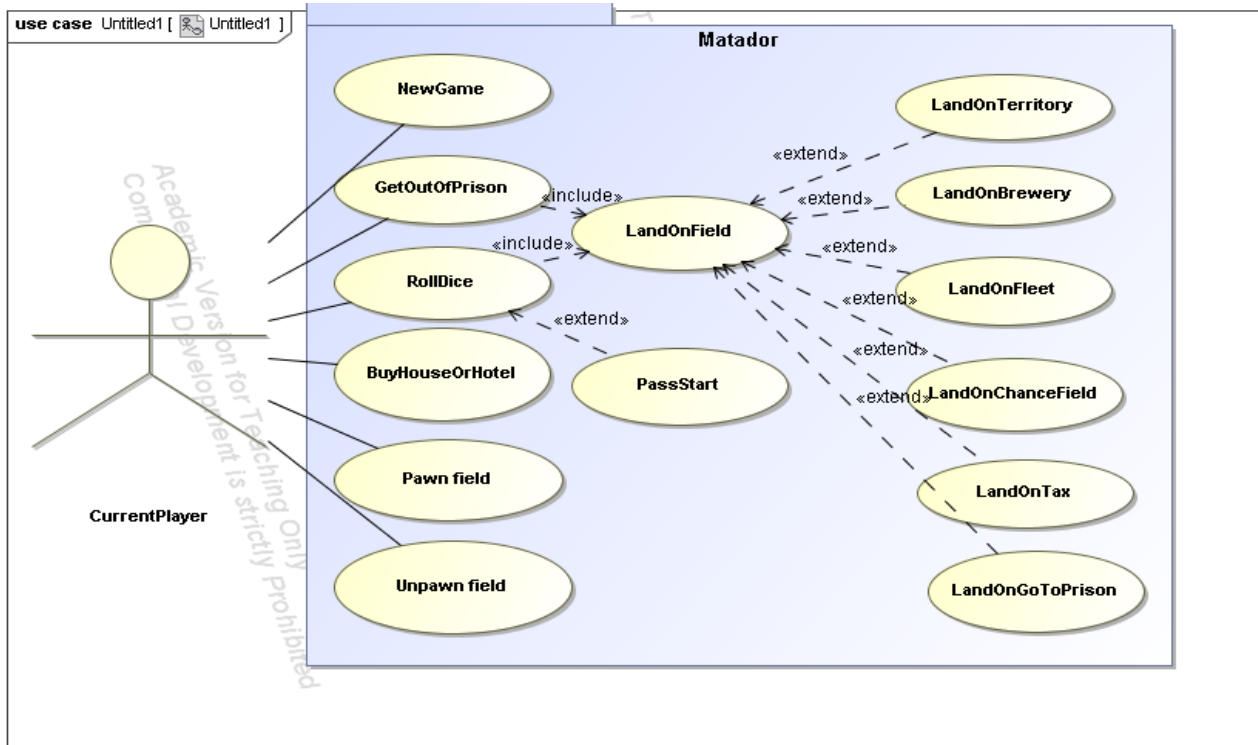 use case Untitled1 [ Untitled1 ]
Matador
NewGame
GetOutOfPrison
RollDice
BuyHouseOrHotel
Pawn field
Unpawn field
CurrentPlayer
«include»
«include»
LandOnField
«extend»
PassStart
«extend»
«extend»
«extend»
«extend»
«extend»
«extend»
LandOnTerritory
LandOnBrewery
LandOnFleet
LandOnChanceField
LandOnTax
LandOnGoToPrison
Academic Version for Teaching Only
Development is strictly Prohibited